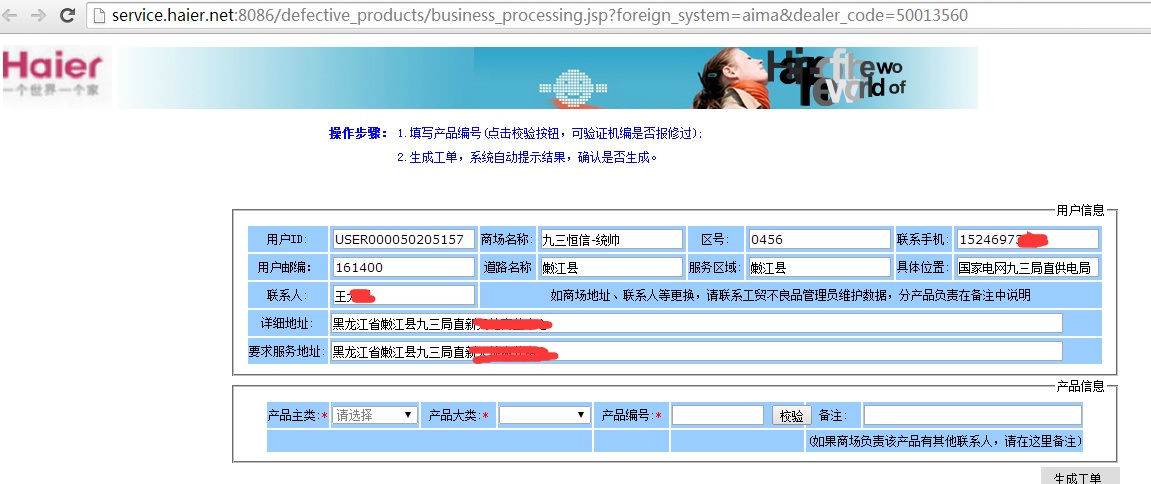 service.haier.net:8086/defective_products/business_processing.jsp?foreign_system=aima&dealer_code=50013560
Haier
一个世界一个家
操作步骤： 1.填写产品编号(点击校验按钮，可验证机编是否报修过);
2.生成工单，系统自动提示结果，确认是否生成。
用户信息
用户ID: USER000050205157 商场名称: 九三恒信-统帅 区号: 0456 联系手机: 15246973
用户邮编: 161400 道路名称 嫩江县 服务区域: 嫩江县 具体位置: 国家电网九三局直供电局
联系人: 王 如商场地址、联系人等更换，请联系工贸不良品管理员维护数据，分产品负责在备注中说明
详细地址: 黑龙江省嫩江县九三局直新
要求服务地址: 黑龙江省嫩江县九三局直新
产品信息
产品主类:* 请选择 产品大类:* 产品编号:* 校验 备注:
(如果商场负责该产品有其他联系人，请在这里备注)
生成工单